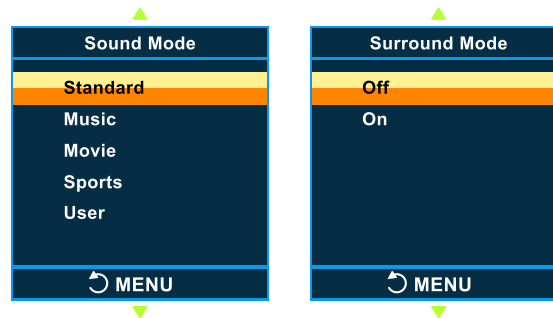 Sound Mode
Standard
Music
Movie
Sports
User
MENU
Surround Mode
Off
On
MENU